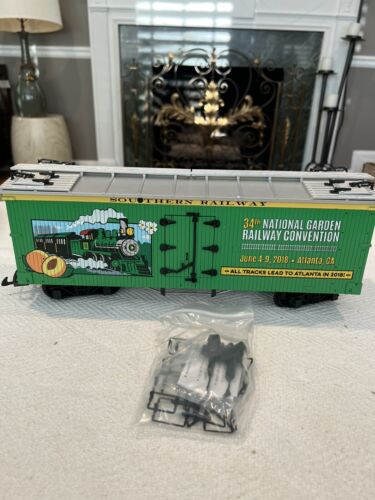 SOUTHERN RAILWAY
34th NATIONAL GARDEN
RAILWAY CONVENTION
June 4-9, 2018 • Atlanta, GA
ALL TRACKS LEAD TO ATLANTA IN 2018!